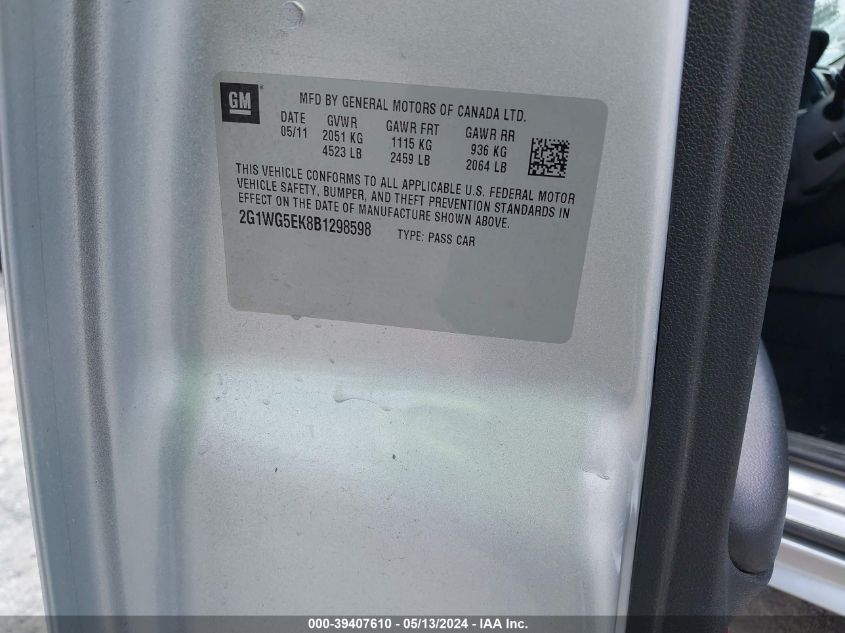 GM
MFD BY GENERAL MOTORS OF CANADA LTD.
DATE GVWR GAWR FRT GAWR RR
05/11 2051 KG 1115 KG 936 KG
4523 LB 2459 LB 2064 LB
THIS VEHICLE CONFORMS TO ALL APPLICABLE U.S. FEDERAL MOTOR
VEHICLE SAFETY, BUMPER, AND THEFT PREVENTION STANDARDS IN
EFFECT ON THE DATE OF MANUFACTURE SHOWN ABOVE.
2G1WG5EK8B1298598 TYPE: PASS CAR
000-39407610 - 05/13/2024 - IAA Inc.